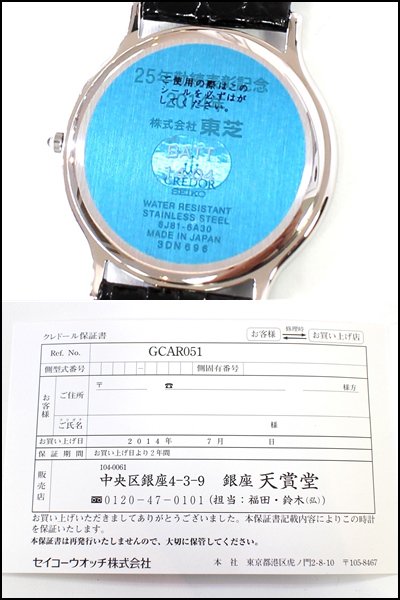 25年勤続表彰記念
ご使用の際はこの
シールを必ずはが
してください。
株式会社 東芝
BATT
CREDOR
SEIKO
WATER RESISTANT
STAINLESS STEEL
6J81-6A30
MADE IN JAPAN
3DN696
クレドール保証書
お客様 修理時 お買い上げ店
Ref. No. GCAR051
側型式番号 側固有番号
お客様
ご住所 〒 ☎ 様方
ご氏名 様
お買い上げ日 2014年 7月 日
保証期間 お買い上げ日より2年間
販売店
104-0061
中央区銀座4-3-9 銀座 天賞堂
0120-47-0101(担当:福田・鈴木(弘))
お買い上げいただきましてありがとうございました。本保証書記載内容によりこの時計
を保証いたします。
本保証書は再発行いたしませんので、大切に保管してください。
セイコーウオッチ株式会社 本社 東京都港区虎ノ門2-8-10 〒105-8467